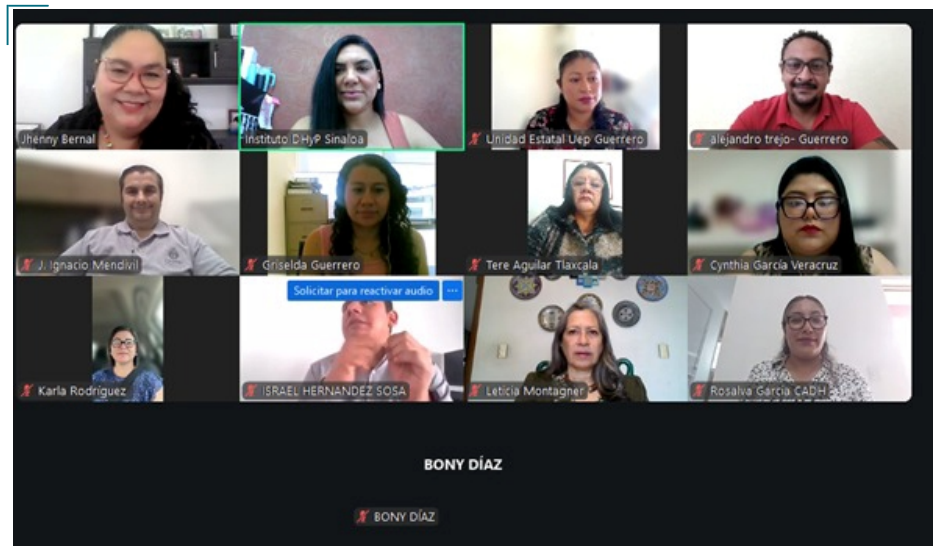 Jhenny Bernal
Instituto DHyP Sinaloa
Unidad Estatal Uep Guerrero
alejandro trejo- Guerrero
J. Ignacio Mendivil
Griselda Guerrero
Tere Aguilar Tlaxcala
Cynthia García Veracruz
Solicitar para reactivar audio ...
Karla Rodríguez
ISRAEL HERNANDEZ SOSA
Leticia Montagner
Rosalva Garcia CADH
BONY DÍAZ
BONY DÍAZ